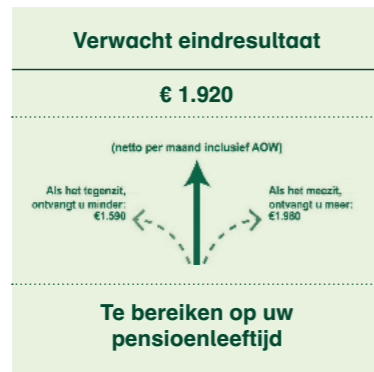 Verwacht eindresultaat
€ 1.920
(netto per maand inclusief AOW)
Als het tegenzit,
ontvangt u minder:
€1.590
Als het meezit,
ontvangt u meer:
€1.980
Te bereiken op uw
pensioenleeftijd